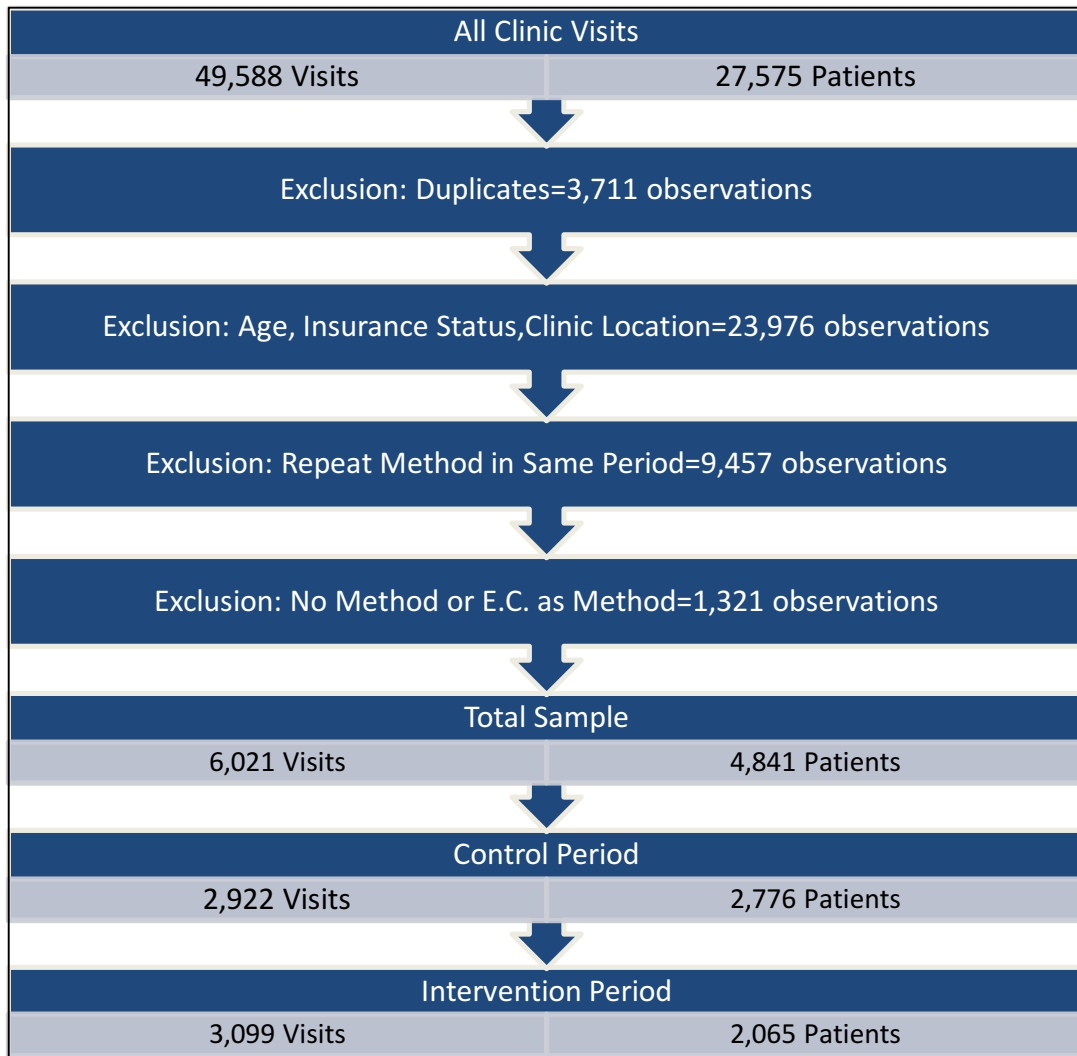 All Clinic Visits
49,588 Visits
27,575 Patients
Exclusion: Duplicates=3,711 observations
Exclusion: Age, Insurance Status,Clinic Location=23,976 observations
Exclusion: Repeat Method in Same Period=9,457 observations
Exclusion: No Method or E.C. as Method=1,321 observations
Total Sample
6,021 Visits
4,841 Patients
Control Period
2,922 Visits
2,776 Patients
Intervention Period
3,099 Visits
2,065 Patients